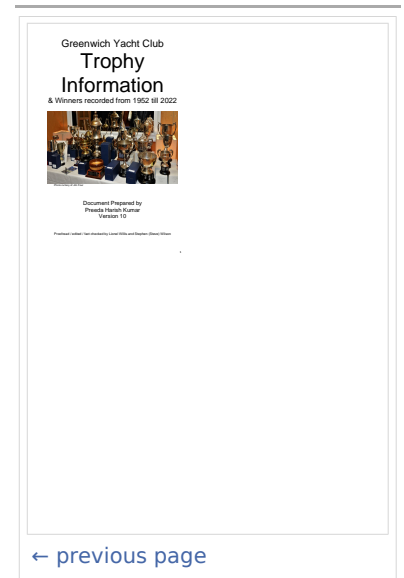 Greenwich Yacht Club
Trophy
Information
& Winners recorded from 1952 till 2022
Document Prepared by
Preeda Harish Kumar
Version 10
← previous page